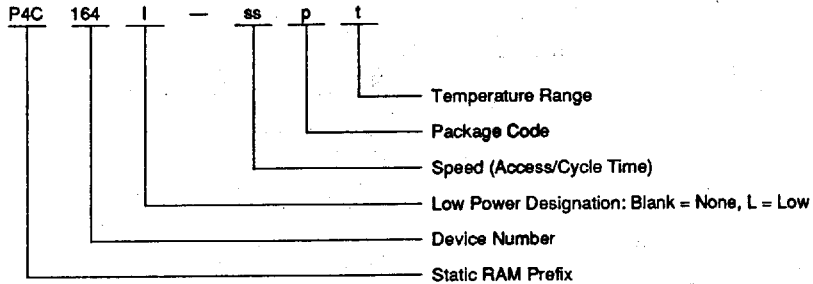 P4C 164 l — ss p t
Temperature Range
Package Code
Speed (Access/Cycle Time)
Low Power Designation: Blank = None, L = Low
Device Number
Static RAM Prefix